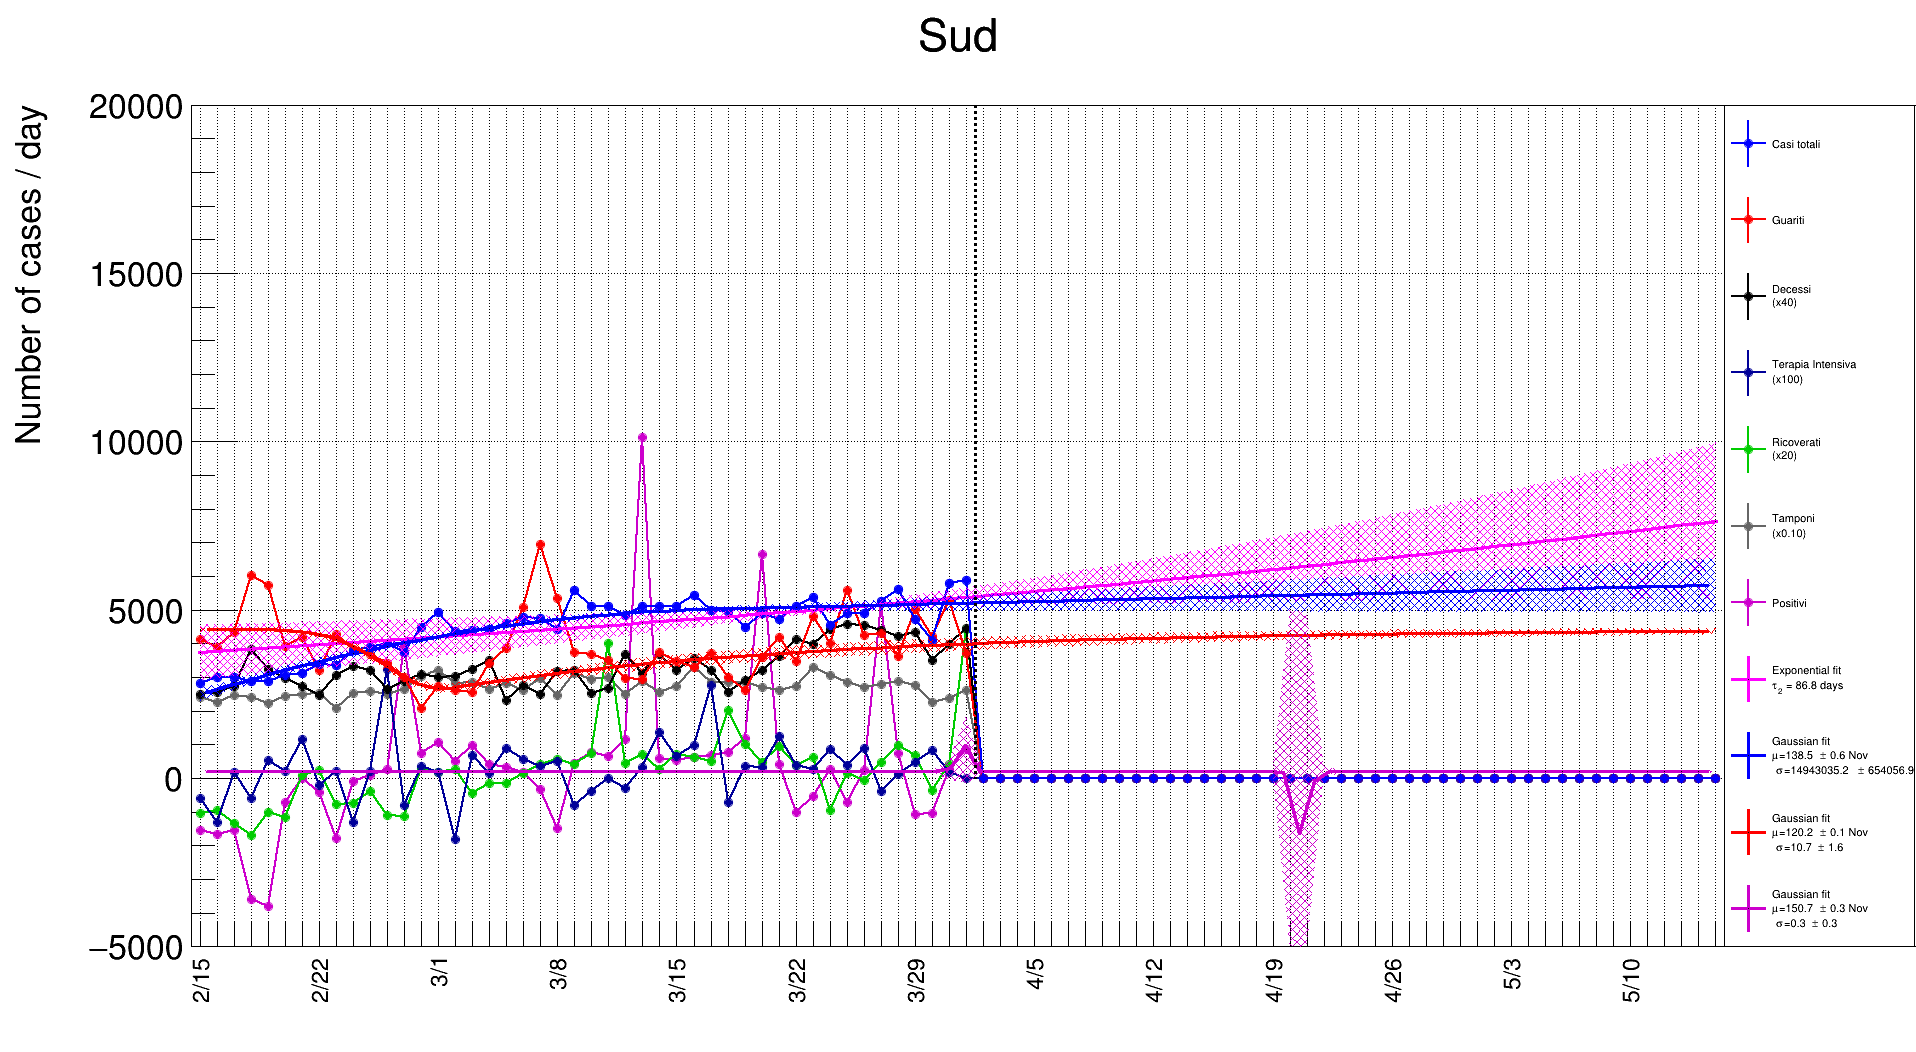 Sud
Number of cases / day
20000
15000
10000
5000
0
−5000
2/15
2/22
3/1
3/8
3/15
3/22
3/29
4/5
4/12
4/19
4/26
5/3
5/10
Casi totali
Guariti
Decessi
(x40)
Terapia Intensiva
(x100)
Ricoverati
(x20)
Tamponi
(x0.10)
Positivi
Exponential fit
τ2 = 86.8 days
Gaussian fit
μ=138.5 ± 0.6 Nov
σ=14943035.2 ± 654056.9
Gaussian fit
μ=120.2 ± 0.1 Nov
σ=10.7 ± 1.6
Gaussian fit
μ=150.7 ± 0.3 Nov
σ=0.3 ± 0.3